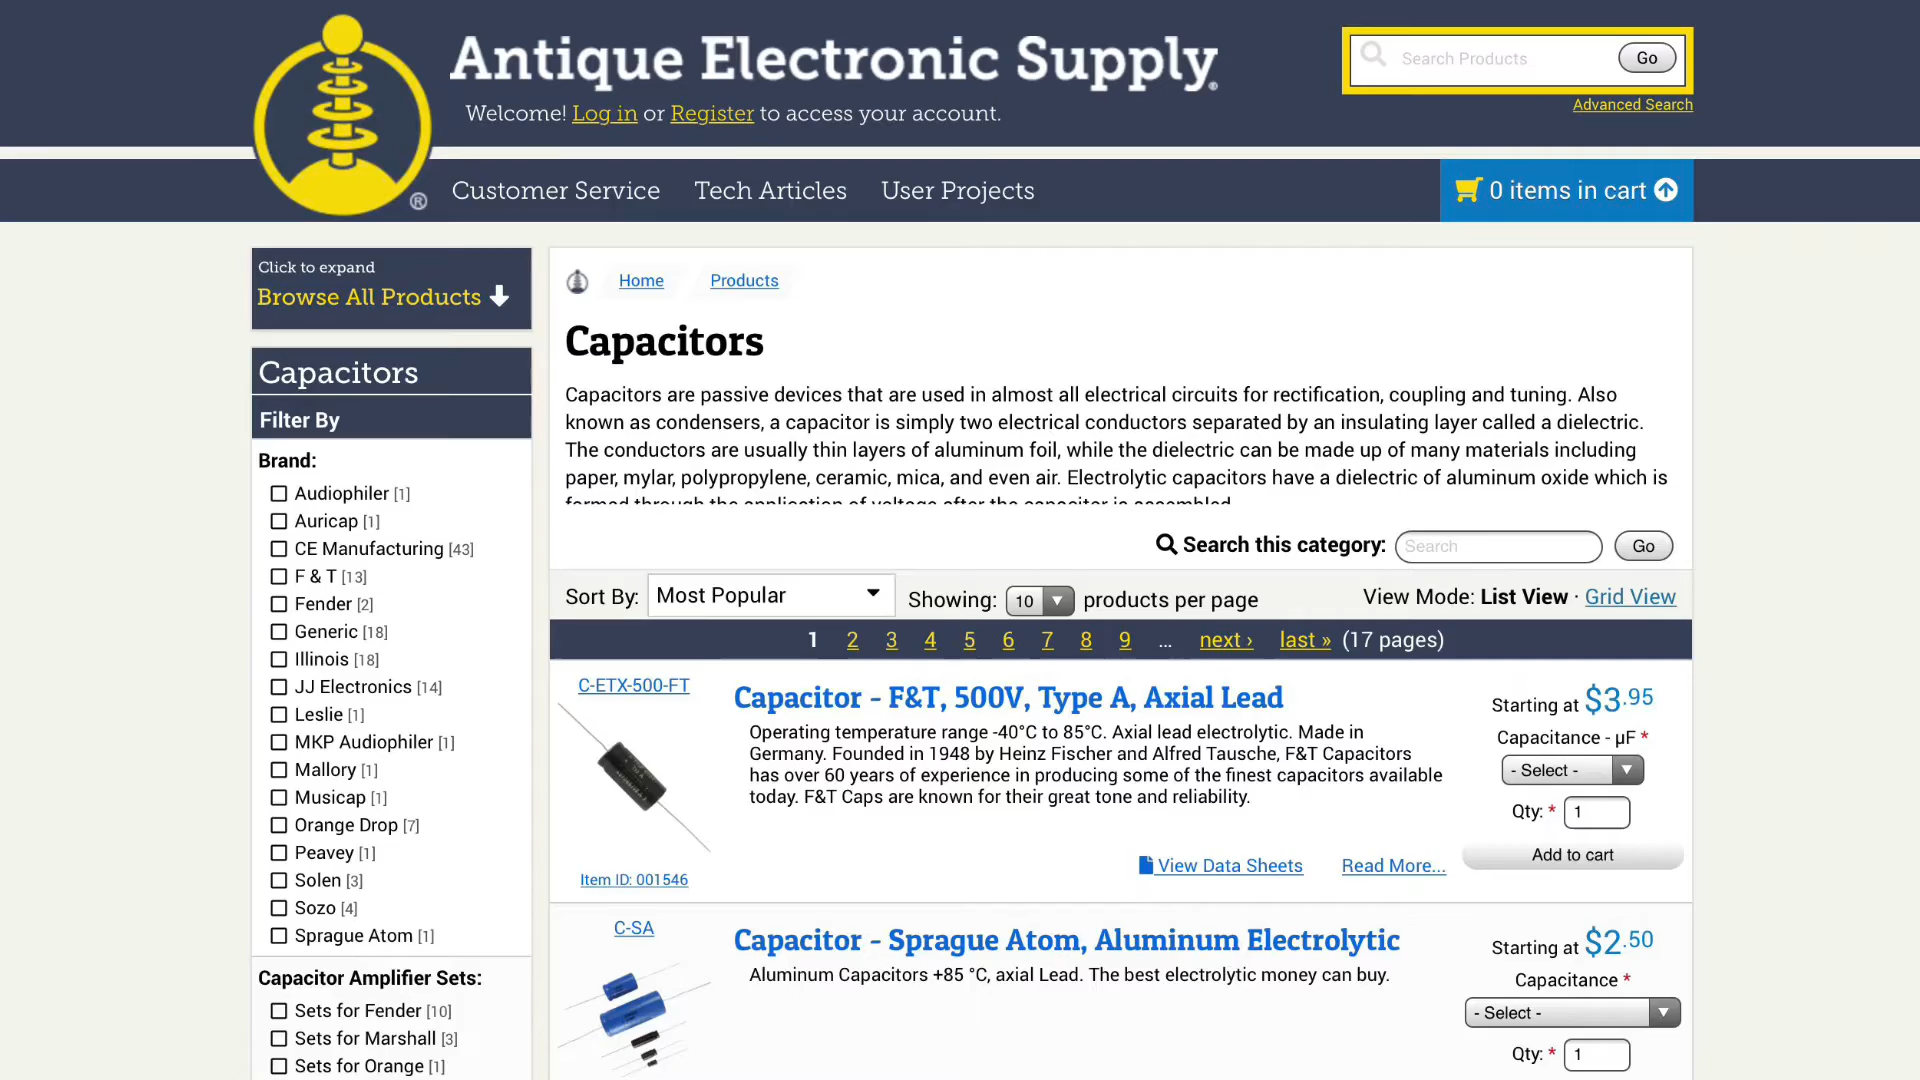 Antique Electronic Supply®
Welcome! Log in or Register to access your account.
Search Products
Go
Advanced Search
®
Customer Service
Tech Articles
User Projects
0 items in cart
Click to expand
Browse All Products
Capacitors
Filter By
Brand:
Audiophiler [1]
Auricap [1]
CE Manufacturing [43]
F & T [13]
Fender [2]
Generic [18]
Illinois [18]
JJ Electronics [14]
Leslie [1]
MKP Audiophiler [1]
Mallory [1]
Musicap [1]
Orange Drop [7]
Peavey [1]
Solen [3]
Sozo [4]
Sprague Atom [1]
Capacitor Amplifier Sets:
Sets for Fender [10]
Sets for Marshall [3]
Sets for Orange [1]
Home
Products
Capacitors
Capacitors are passive devices that are used in almost all electrical circuits for rectification, coupling and tuning. Also
known as condensers, a capacitor is simply two electrical conductors separated by an insulating layer called a dielectric.
The conductors are usually thin layers of aluminum foil, while the dielectric can be made up of many materials including
paper, mylar, polypropylene, ceramic, mica, and even air. Electrolytic capacitors have a dielectric of aluminum oxide which is
formed through the application of voltage after the capacitor is assembled.
Search this category:
Search
Go
Sort By: Most Popular
Showing: 10 products per page
View Mode: List View · Grid View
1 2 3 4 5 6 7 8 9 … next › last » (17 pages)
C-ETX-500-FT
Item ID: 001546
Capacitor - F&T, 500V, Type A, Axial Lead
Operating temperature range -40°C to 85°C. Axial lead electrolytic. Made in
Germany. Founded in 1948 by Heinz Fischer and Alfred Tausche, F&T Capacitors
has over 60 years of experience in producing some of the finest capacitors available
today. F&T Caps are known for their great tone and reliability.
View Data Sheets
Read More...
Starting at $3.95
Capacitance - µF *
- Select -
Qty: * 1
Add to cart
C-SA
Capacitor - Sprague Atom, Aluminum Electrolytic
Aluminum Capacitors +85 °C, axial Lead. The best electrolytic money can buy.
Starting at $2.50
Capacitance *
- Select -
Qty: * 1